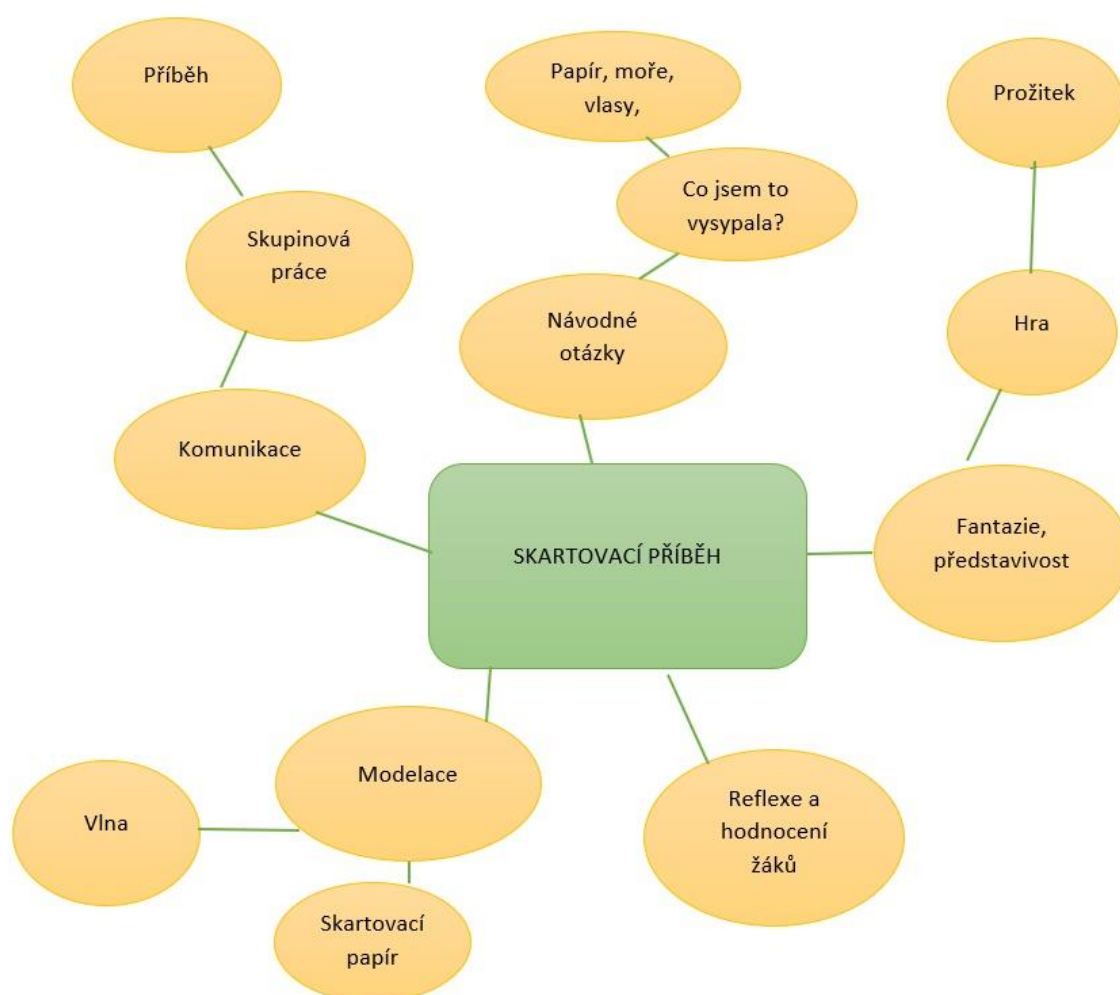 Příběh
Papír, moře,
vlasy,
Prožitek
Co jsem to
vysypala?
Skupinová
práce
Návodné
otázky
Hra
Komunikace
SKARTOVACÍ PŘÍBĚH
Fantazie,
představivost
Modelace
Vlna
Reflexe a
hodnocení
žáků
Skartovací
papír